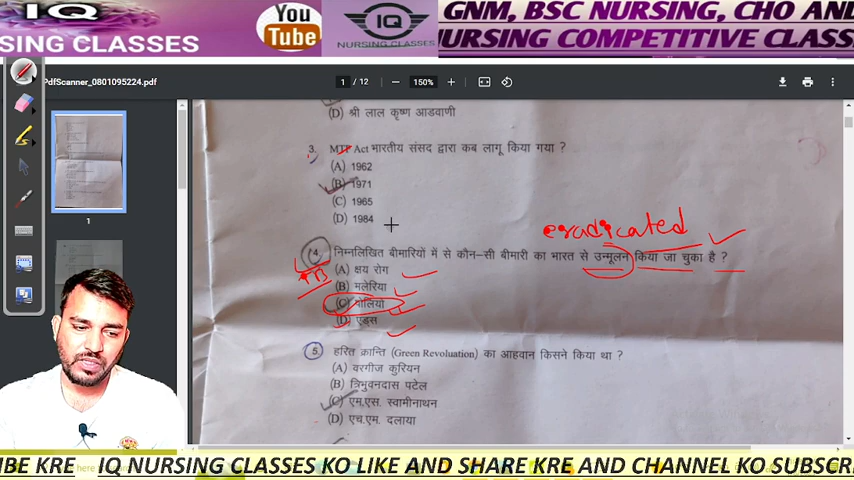 IQ
SING CLASSES
You
Tube
IQ
NURSING CLASSES
GNM, BSC NURSING, CHO AND
URSING COMPETITIVE CLASS
PdfScanner_0801095224.pdf
1 / 12
150%
(D) श्री लाल कृष्ण आडवाणी
3. MTP Act भारतीय संसद द्वारा कब लागू किया गया ?
(A) 1962
(B) 1971
(C) 1965
(D) 1984
eradicated
4. निम्नलिखित बीमारियों में से कौन-सी बीमारी का भारत से उन्मूलन किया जा चुका है ?
TB
(A) क्षय रोग
(B) मलेरिया
(C) पोलियो
(D) एड्स
5. हरित क्रान्ति (Green Revoluation) का आहवान किसने किया था ?
(A) वरगीज कुरियन
(B) त्रिभुवनदास पटेल
(C) एम.एस. स्वामीनाथन
(D) एच.एम. दलाया
1
IBE KRE IQ NURSING CLASSES KO LIKE AND SHARE KRE AND CHANNEL KO SUBSCR